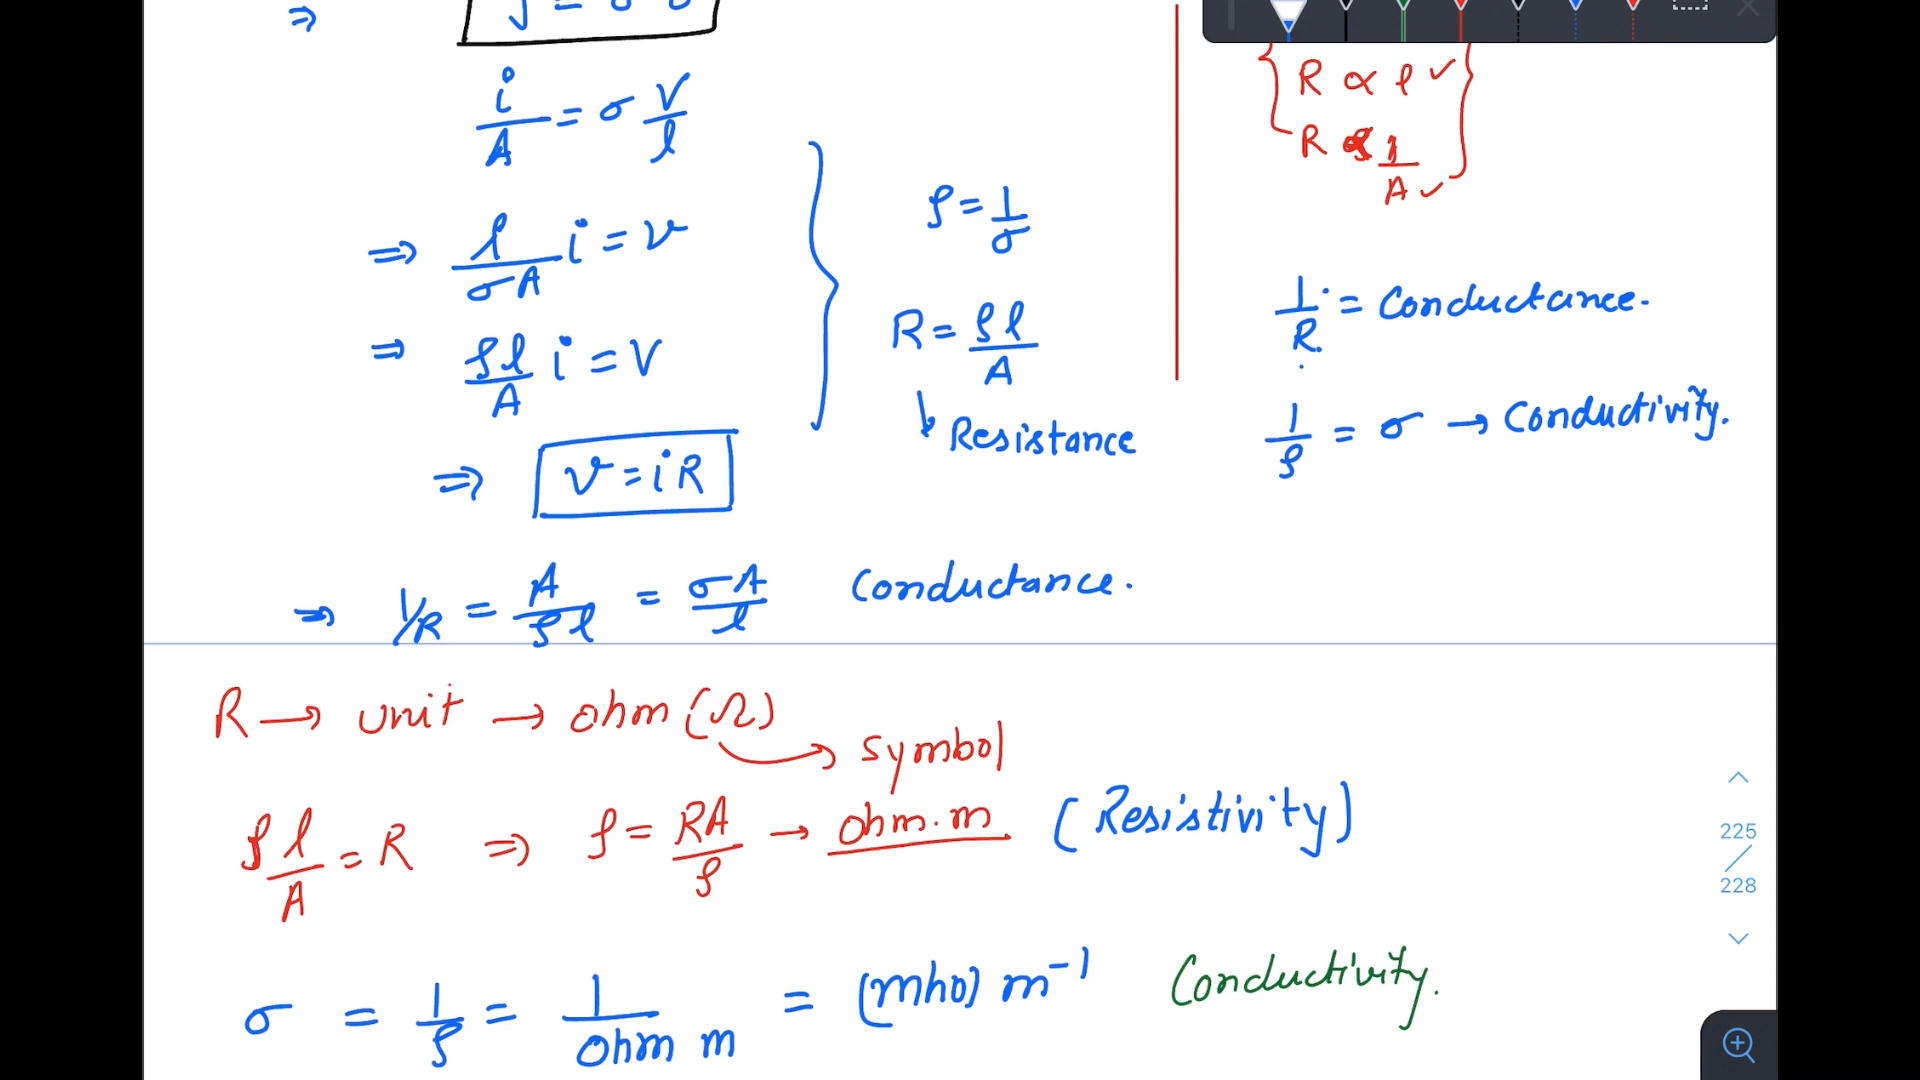 ⇒
i/A = σ V/l
⇒ l/σA i = V
⇒ ρl/A i = V
⇒ V = iR
ρ = 1/σ
R = ρl/A
↳ Resistance
R ∝ l ✓
R ∝ 1/A ✓
1/R = Conductance.
1/ρ = σ → Conductivity.
⇒ 1/R = A/ρl = σA/l Conductance.
R → unit → ohm (Ω)
→ symbol
ρl/A = R ⇒ ρ = RA/ρ → ohm.m (Resistivity)
σ = 1/ρ = 1/ohm m = (mho) m⁻¹ Conductivity.
225
/
228